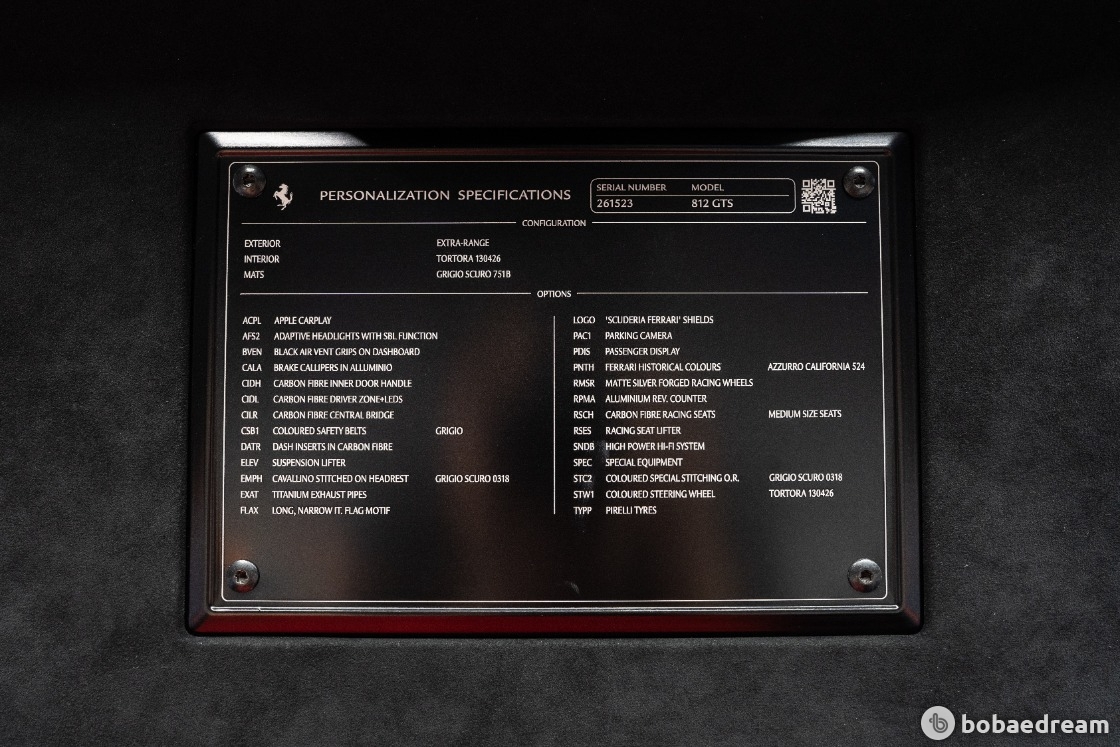 PERSONALIZATION SPECIFICATIONS
SERIAL NUMBER MODEL
261523 812 GTS
CONFIGURATION
EXTERIOR EXTRA-RANGE
INTERIOR TORTORA 130426
MATS GRIGIO SCURO 751B
OPTIONS
ACPL APPLE CARPLAY
AFS2 ADAPTIVE HEADLIGHTS WITH SBL FUNCTION
BVEN BLACK AIR VENT GRIPS ON DASHBOARD
CALA BRAKE CALLIPERS IN ALLUMINIO
CIDH CARBON FIBRE INNER DOOR HANDLE
CIDL CARBON FIBRE DRIVER ZONE+LEDS
CILR CARBON FIBRE CENTRAL BRIDGE
CSB1 COLOURED SAFETY BELTS GRIGIO
DATR DASH INSERTS IN CARBON FIBRE
ELEV SUSPENSION LIFTER
EMPH CAVALLINO STITCHED ON HEADREST GRIGIO SCURO 0318
EXAT TITANIUM EXHAUST PIPES
FLAX LONG, NARROW IT. FLAG MOTIF
LOGO 'SCUDERIA FERRARI' SHIELDS
PAC1 PARKING CAMERA
PDIS PASSENGER DISPLAY
PNTH FERRARI HISTORICAL COLOURS AZZURRO CALIFORNIA 524
RMSR MATTE SILVER FORGED RACING WHEELS
RPMA ALUMINIUM REV. COUNTER
RSCH CARBON FIBRE RACING SEATS MEDIUM SIZE SEATS
RSES RACING SEAT LIFTER
SNDB HIGH POWER HI-FI SYSTEM
SPEC SPECIAL EQUIPMENT
STC2 COLOURED SPECIAL STITCHING O.R. GRIGIO SCURO 0318
STW1 COLOURED STEERING WHEEL TORTORA 130426
TYPP PIRELLI TYRES
bobaedream